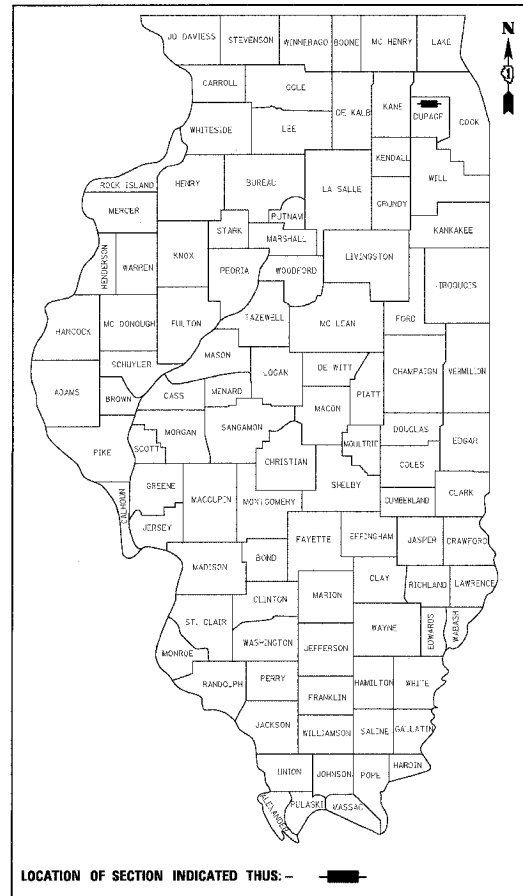 N
1
JO DAVIESS
STEVENSON
WINNEBAGO
BOONE
MC HENRY
LAKE
CARROLL
OGLE
DE KALB
KANE
DUPAGE
COOK
WHITESIDE
LEE
KENDALL
WILL
ROCK ISLAND
HENRY
BUREAU
LA SALLE
GRUNDY
MERCER
PUTNAM
KANKAKEE
STARK
MARSHALL
HENDERSON
WARREN
KNOX
PEORIA
WOODFORD
LIVINGSTON
IROQUOIS
HANCOCK
MC DONOUGH
FULTON
TAZEWELL
MC LEAN
FORD
SCHUYLER
MASON
LOGAN
DE WITT
CHAMPAIGN
VERMILION
ADAMS
BROWN
CASS
MENARD
MACON
PIATT
PIKE
SCOTT
MORGAN
SANGAMON
CHRISTIAN
MOULTRIE
DOUGLAS
EDGAR
COLES
CALHOUN
GREENE
MACOUPIN
MONTGOMERY
SHELBY
CUMBERLAND
CLARK
JERSEY
FAYETTE
EFFINGHAM
JASPER
CRAWFORD
MADISON
BOND
CLAY
RICHLAND
LAWRENCE
CLINTON
MARION
ST. CLAIR
WAYNE
EDWARDS
WABASH
WASHINGTON
JEFFERSON
MONROE
RANDOLPH
PERRY
HAMILTON
WHITE
FRANKLIN
JACKSON
WILLIAMSON
SALINE
GALLATIN
UNION
JOHNSON
POPE
HARDIN
ALEXANDER
PULASKI
MASSAC
LOCATION OF SECTION INDICATED THUS: -